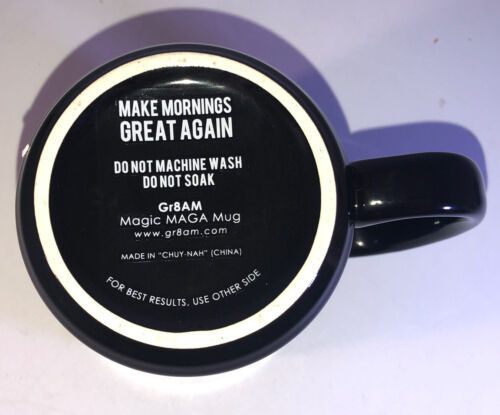 MAKE MORNINGS
GREAT AGAIN
DO NOT MACHINE WASH
DO NOT SOAK
Gr8AM
Magic MAGA Mug
www.gr8am.com
MADE IN "CHUY-NAH" (CHINA)
FOR BEST RESULTS, USE OTHER SIDE